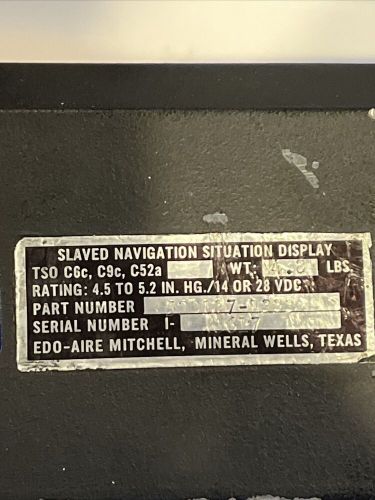 SLAVED NAVIGATION SITUATION DISPLAY
TSO C6c, C9c, C52a WT: LBS.
RATING: 4.5 TO 5.2 IN. HG./14 OR 28 VDC
PART NUMBER
SERIAL NUMBER I-
EDO-AIRE MITCHELL, MINERAL WELLS, TEXAS